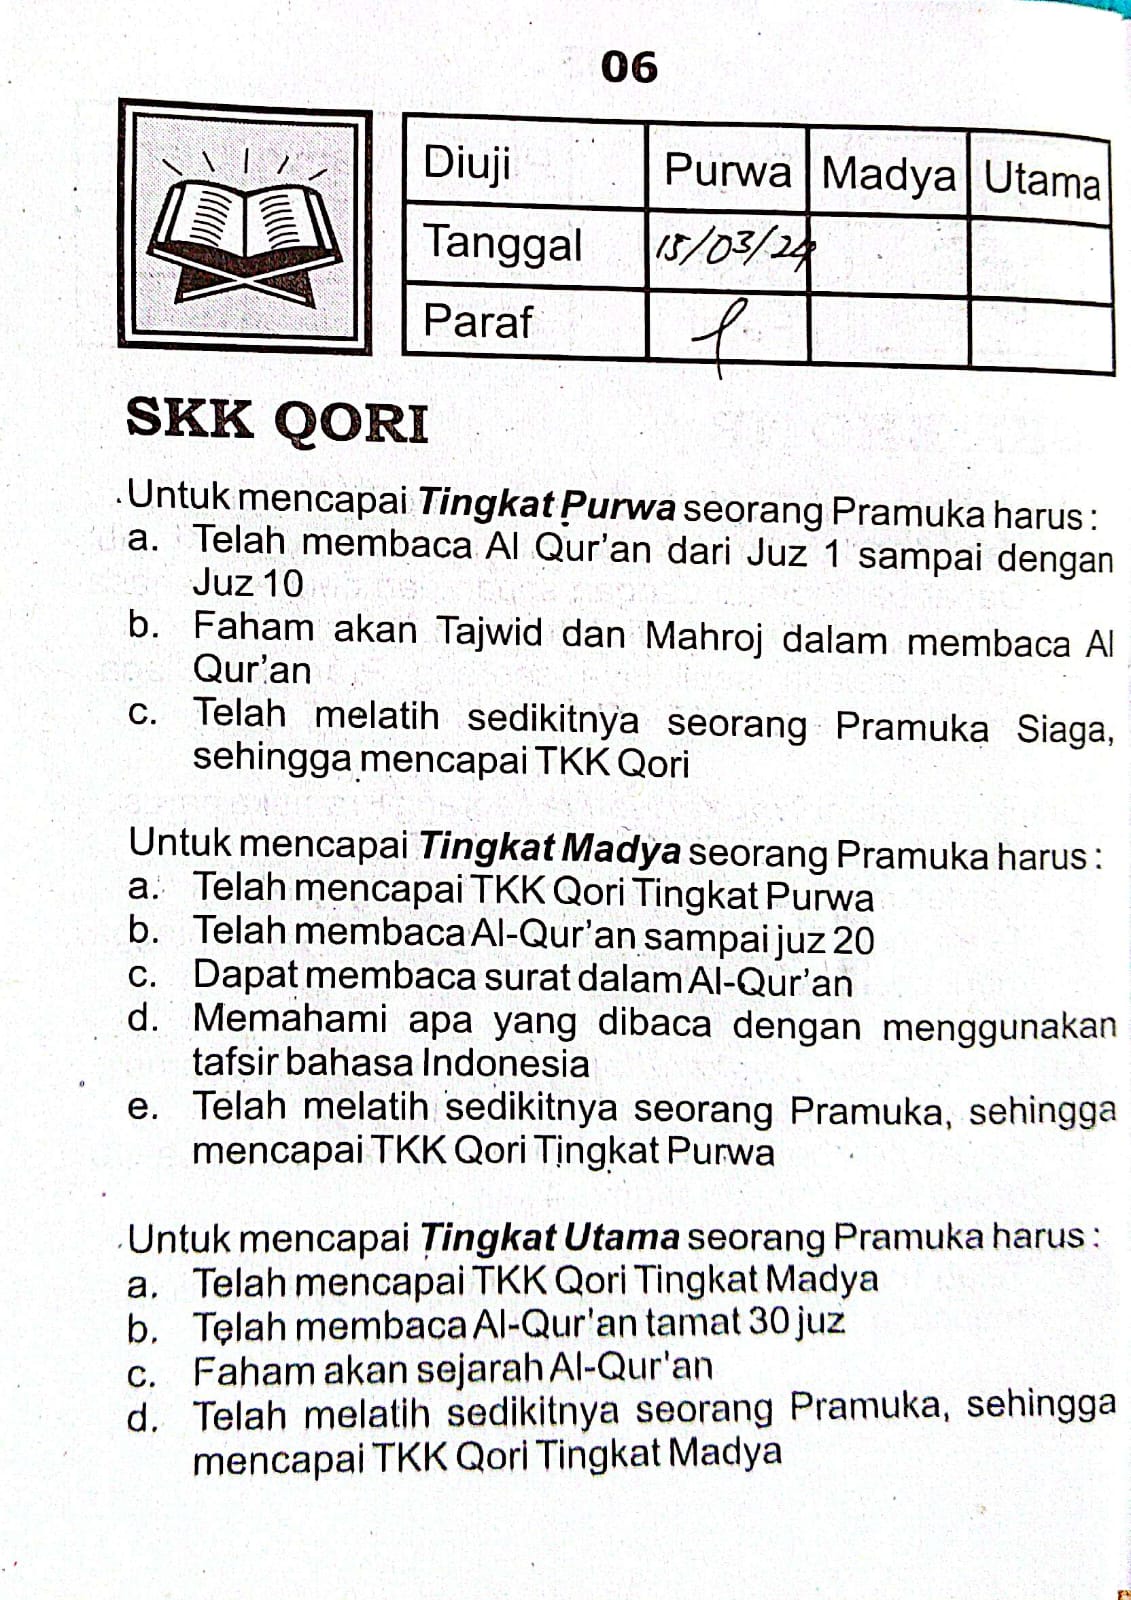 06
Diuji Purwa Madya Utama
Tanggal 15/03/24
Paraf
SKK QORI
Untuk mencapai Tingkat Purwa seorang Pramuka harus :
a. Telah membaca Al Qur'an dari Juz 1 sampai dengan
Juz 10
b. Faham akan Tajwid dan Mahroj dalam membaca Al
Qur'an
c. Telah melatih sedikitnya seorang Pramuka Siaga,
sehingga mencapai TKK Qori
Untuk mencapai Tingkat Madya seorang Pramuka harus :
a. Telah mencapai TKK Qori Tingkat Purwa
b. Telah membaca Al-Qur'an sampai juz 20
c. Dapat membaca surat dalam Al-Qur'an
d. Memahami apa yang dibaca dengan menggunakan
tafsir bahasa Indonesia
e. Telah melatih sedikitnya seorang Pramuka, sehingga
mencapai TKK Qori Tingkat Purwa
Untuk mencapai Tingkat Utama seorang Pramuka harus :
a. Telah mencapai TKK Qori Tingkat Madya
b. Telah membaca Al-Qur'an tamat 30 juz
c. Faham akan sejarah Al-Qur'an
d. Telah melatih sedikitnya seorang Pramuka, sehingga
mencapai TKK Qori Tingkat Madya